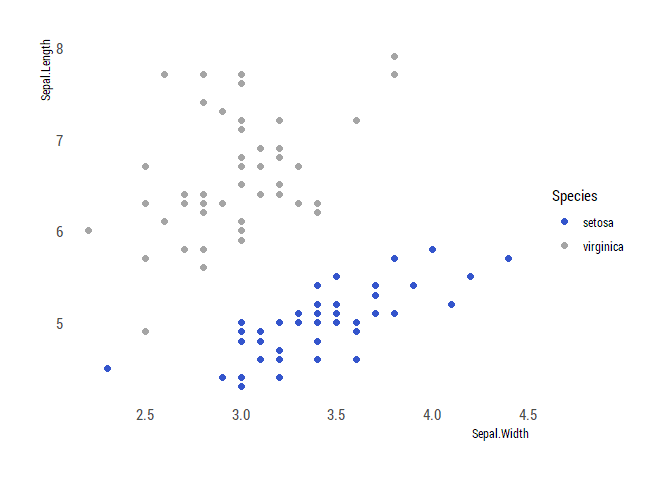 Sepal.Length
8
7
6
5
2.5 3.0 3.5 4.0 4.5
Sepal.Width
Species
setosa
virginica